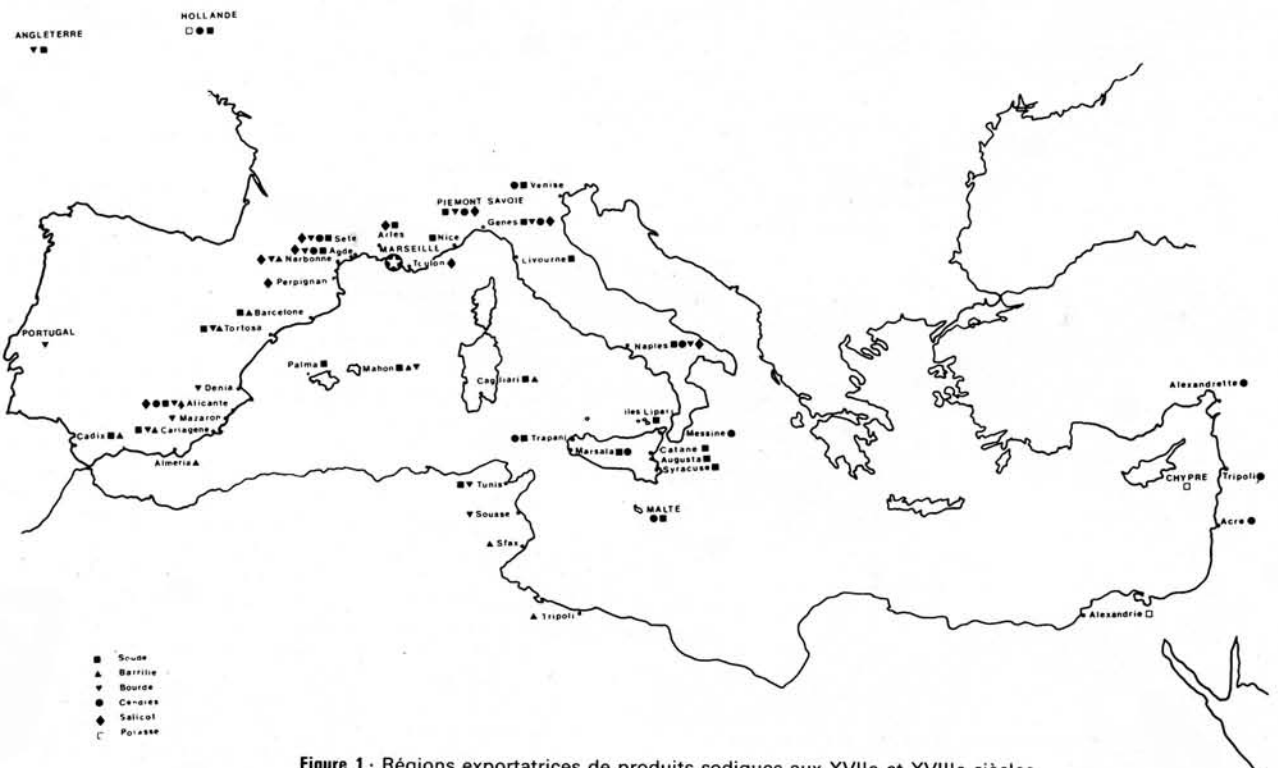 HOLLANDE
ANGLETERRE
Venise
PIEMONT SAVOIE
Genes
Arles
Nice
Sete
Agde
MARSEILLE
Narbonne
Toulon
Livourne
Perpignan
Barcelone
Tortosa
PORTUGAL
Naples
Palma
Mahon
Cagliari
Denia
Alicante
Mazaron
Cartagene
Cadix
Almeria
iles Lipari
Messine
Trapani
Marsala
Catane
Augusta
Syracuse
Alexandrette
CHYPRE
Tripoli
Acre
Tunis
Sousse
MALTE
Sfax
Tripoli
Alexandrie
Soude
Barrilie
Bourde
Cendres
Salicot
Potasse
Figure 1 · Régions exportatrices de produits sodiques aux XVIIe et XVIIIe siècles